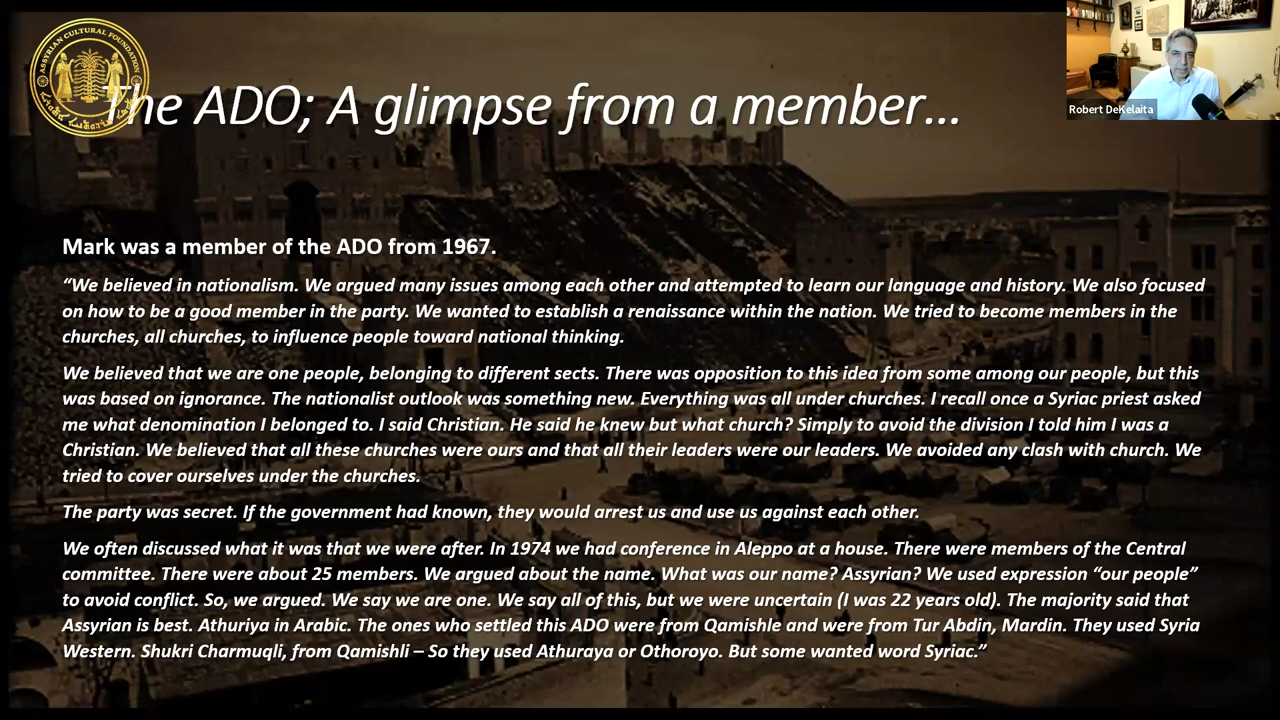 ASSYRIAN CULTURAL FOUNDATION
The ADO; A glimpse from a member...
Robert DeKelaita
Mark was a member of the ADO from 1967.
“We believed in nationalism. We argued many issues among each other and attempted to learn our language and history. We also focused
on how to be a good member in the party. We wanted to establish a renaissance within the nation. We tried to become members in the
churches, all churches, to influence people toward national thinking.
We believed that we are one people, belonging to different sects. There was opposition to this idea from some among our people, but this
was based on ignorance. The nationalist outlook was something new. Everything was all under churches. I recall once a Syriac priest asked
me what denomination I belonged to. I said Christian. He said he knew but what church? Simply to avoid the division I told him I was a
Christian. We believed that all these churches were ours and that all their leaders were our leaders. We avoided any clash with church. We
tried to cover ourselves under the churches.
The party was secret. If the government had known, they would arrest us and use us against each other.
We often discussed what it was that we were after. In 1974 we had conference in Aleppo at a house. There were members of the Central
committee. There were about 25 members. We argued about the name. What was our name? Assyrian? We used expression “our people”
to avoid conflict. So, we argued. We say we are one. We say all of this, but we were uncertain (I was 22 years old). The majority said that
Assyrian is best. Athuriya in Arabic. The ones who settled this ADO were from Qamishle and were from Tur Abdin, Mardin. They used Syria
Western. Shukri Charmuqli, from Qamishli – So they used Athuraya or Othoroyo. But some wanted word Syriac.”